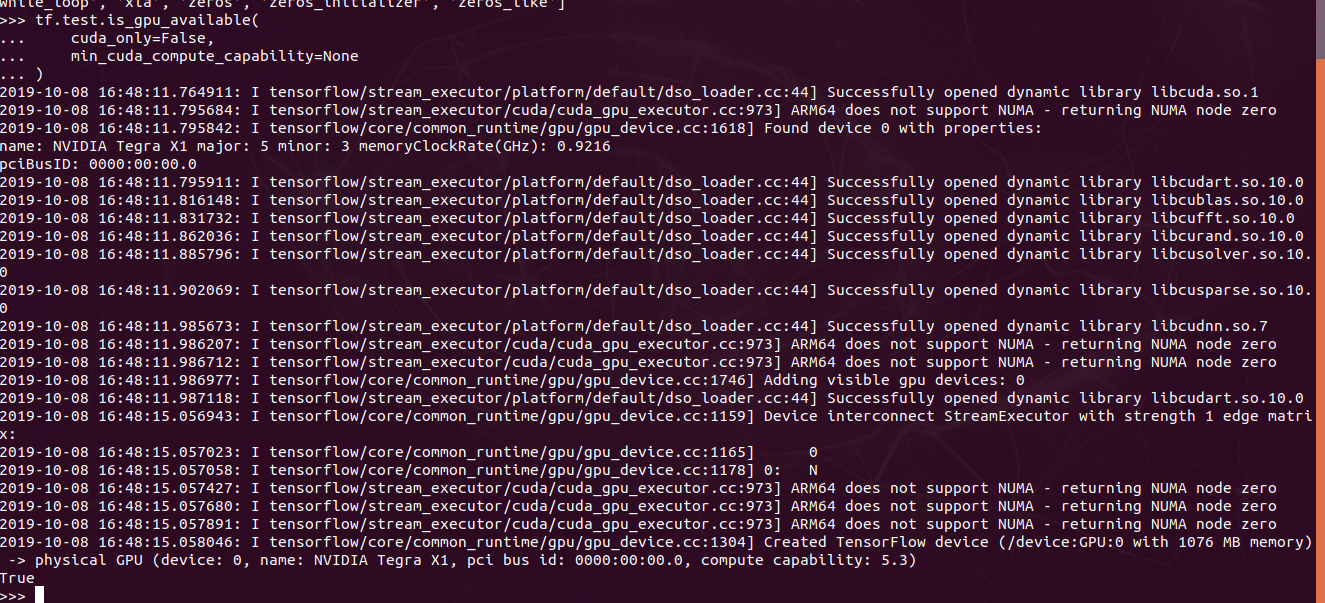 while_loop', 'xla', 'zeros', 'zeros_initializer', 'zeros_like']
>>> tf.test.is_gpu_available(
...     cuda_only=False,
...     min_cuda_compute_capability=None
... )
2019-10-08 16:48:11.764911: I tensorflow/stream_executor/platform/default/dso_loader.cc:44] Successfully opened dynamic library libcuda.so.1
2019-10-08 16:48:11.795684: I tensorflow/stream_executor/cuda/cuda_gpu_executor.cc:973] ARM64 does not support NUMA - returning NUMA node zero
2019-10-08 16:48:11.795842: I tensorflow/core/common_runtime/gpu/gpu_device.cc:1618] Found device 0 with properties:
name: NVIDIA Tegra X1 major: 5 minor: 3 memoryClockRate(GHz): 0.9216
pciBusID: 0000:00:00.0
2019-10-08 16:48:11.795911: I tensorflow/stream_executor/platform/default/dso_loader.cc:44] Successfully opened dynamic library libcudart.so.10.0
2019-10-08 16:48:11.816148: I tensorflow/stream_executor/platform/default/dso_loader.cc:44] Successfully opened dynamic library libcublas.so.10.0
2019-10-08 16:48:11.831732: I tensorflow/stream_executor/platform/default/dso_loader.cc:44] Successfully opened dynamic library libcufft.so.10.0
2019-10-08 16:48:11.862036: I tensorflow/stream_executor/platform/default/dso_loader.cc:44] Successfully opened dynamic library libcurand.so.10.0
2019-10-08 16:48:11.885796: I tensorflow/stream_executor/platform/default/dso_loader.cc:44] Successfully opened dynamic library libcusolver.so.10.
0
2019-10-08 16:48:11.902069: I tensorflow/stream_executor/platform/default/dso_loader.cc:44] Successfully opened dynamic library libcusparse.so.10.
0
2019-10-08 16:48:11.985673: I tensorflow/stream_executor/platform/default/dso_loader.cc:44] Successfully opened dynamic library libcudnn.so.7
2019-10-08 16:48:11.986207: I tensorflow/stream_executor/cuda/cuda_gpu_executor.cc:973] ARM64 does not support NUMA - returning NUMA node zero
2019-10-08 16:48:11.986712: I tensorflow/stream_executor/cuda/cuda_gpu_executor.cc:973] ARM64 does not support NUMA - returning NUMA node zero
2019-10-08 16:48:11.986977: I tensorflow/core/common_runtime/gpu/gpu_device.cc:1746] Adding visible gpu devices: 0
2019-10-08 16:48:11.987118: I tensorflow/stream_executor/platform/default/dso_loader.cc:44] Successfully opened dynamic library libcudart.so.10.0
2019-10-08 16:48:15.056943: I tensorflow/core/common_runtime/gpu/gpu_device.cc:1159] Device interconnect StreamExecutor with strength 1 edge matri
x:
2019-10-08 16:48:15.057023: I tensorflow/core/common_runtime/gpu/gpu_device.cc:1165]      0
2019-10-08 16:48:15.057058: I tensorflow/core/common_runtime/gpu/gpu_device.cc:1178] 0:   N
2019-10-08 16:48:15.057427: I tensorflow/stream_executor/cuda/cuda_gpu_executor.cc:973] ARM64 does not support NUMA - returning NUMA node zero
2019-10-08 16:48:15.057680: I tensorflow/stream_executor/cuda/cuda_gpu_executor.cc:973] ARM64 does not support NUMA - returning NUMA node zero
2019-10-08 16:48:15.057891: I tensorflow/stream_executor/cuda/cuda_gpu_executor.cc:973] ARM64 does not support NUMA - returning NUMA node zero
2019-10-08 16:48:15.058046: I tensorflow/core/common_runtime/gpu/gpu_device.cc:1304] Created TensorFlow device (/device:GPU:0 with 1076 MB memory)
 -> physical GPU (device: 0, name: NVIDIA Tegra X1, pci bus id: 0000:00:00.0, compute capability: 5.3)
True
>>>